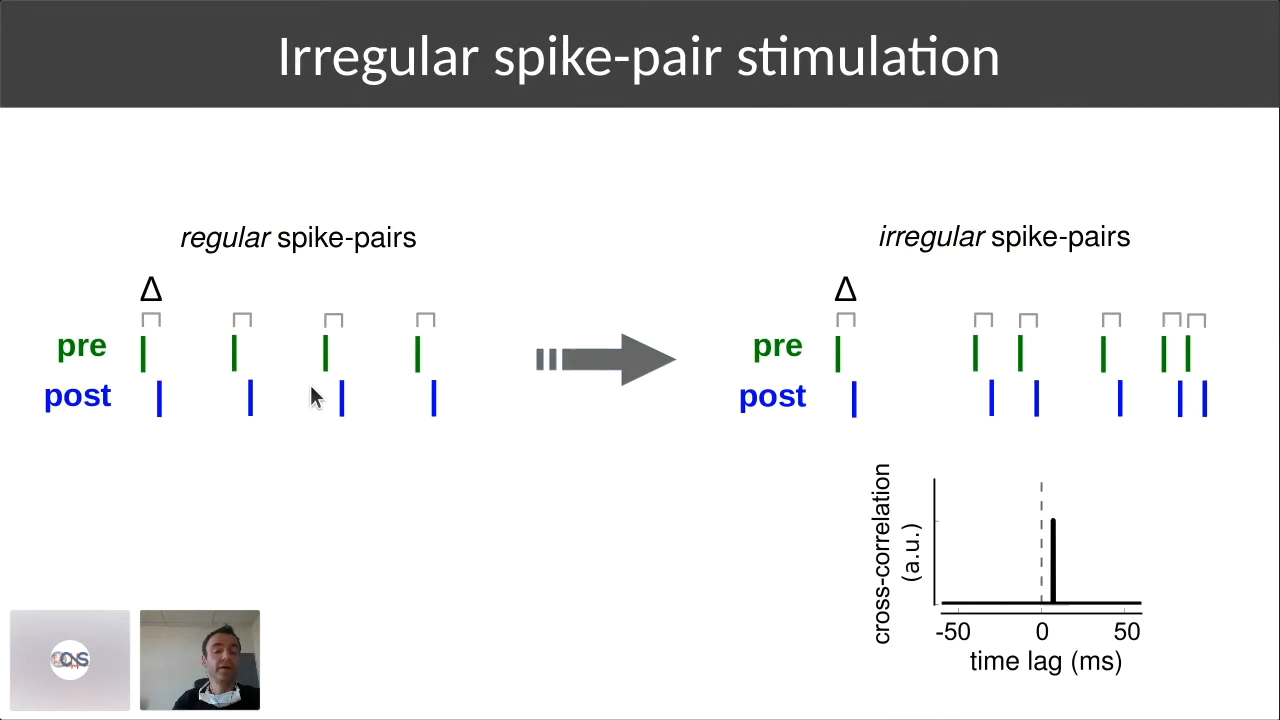 Irregular spike-pair stimulation
regular spike-pairs
Δ
pre
post
irregular spike-pairs
Δ
pre
post
cross-correlation
(a.u.)
-50 0 50
time lag (ms)